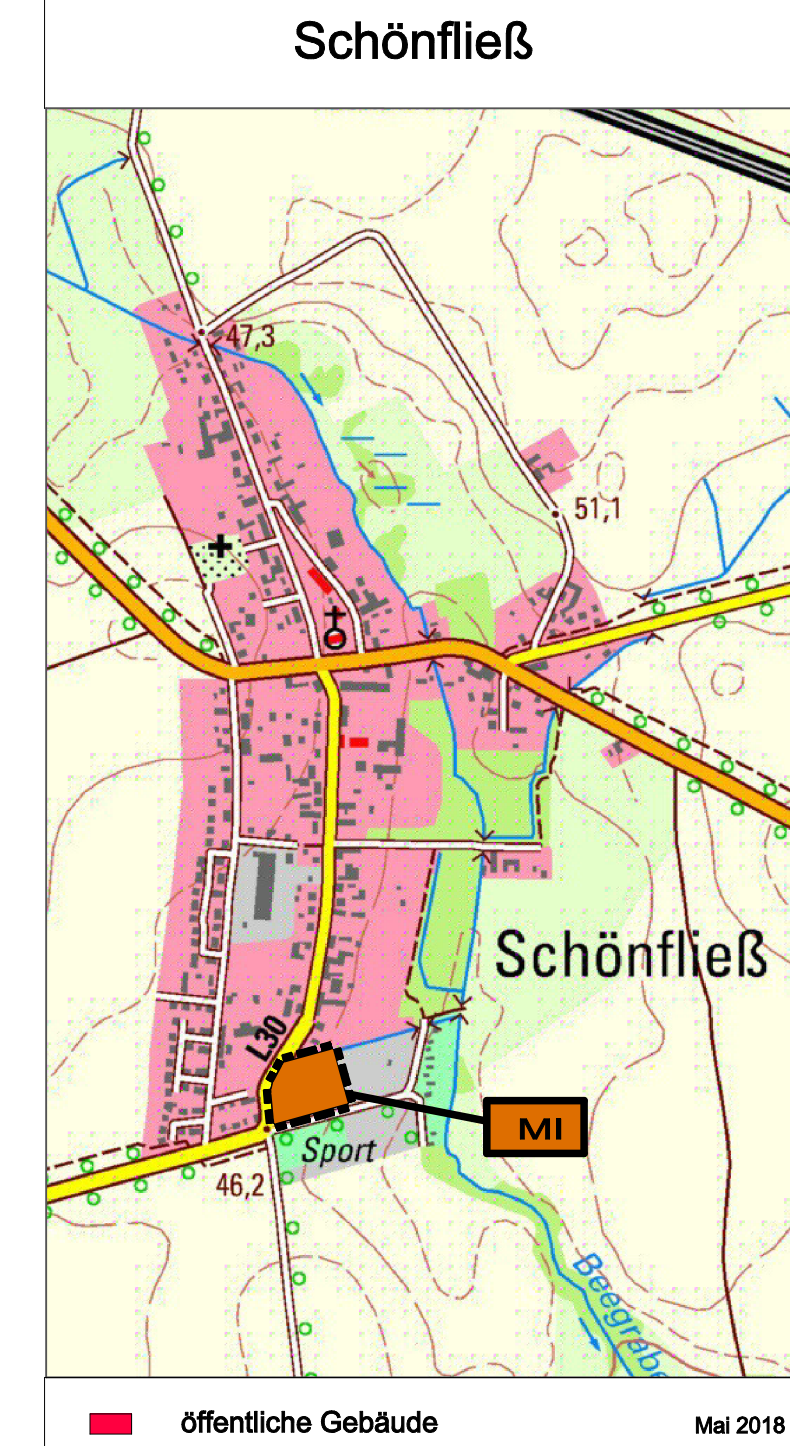 Schönfließ
47,3
51,1
Schönfließ
L30
MI
Sport
46,2
Beegrabe
öffentliche Gebäude
Mai 2018